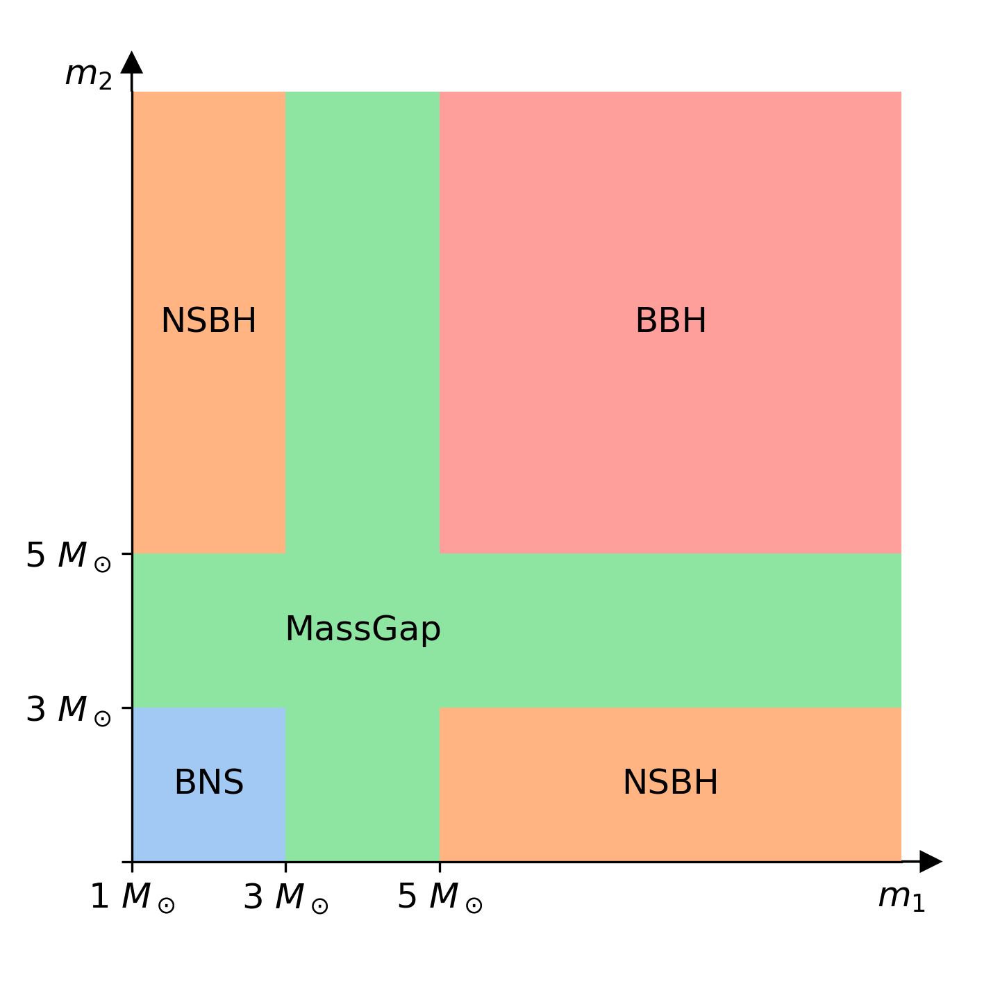 m₂
NSBH
BBH
5 M⊙
MassGap
3 M⊙
BNS
NSBH
1 M⊙
3 M⊙
5 M⊙
m₁